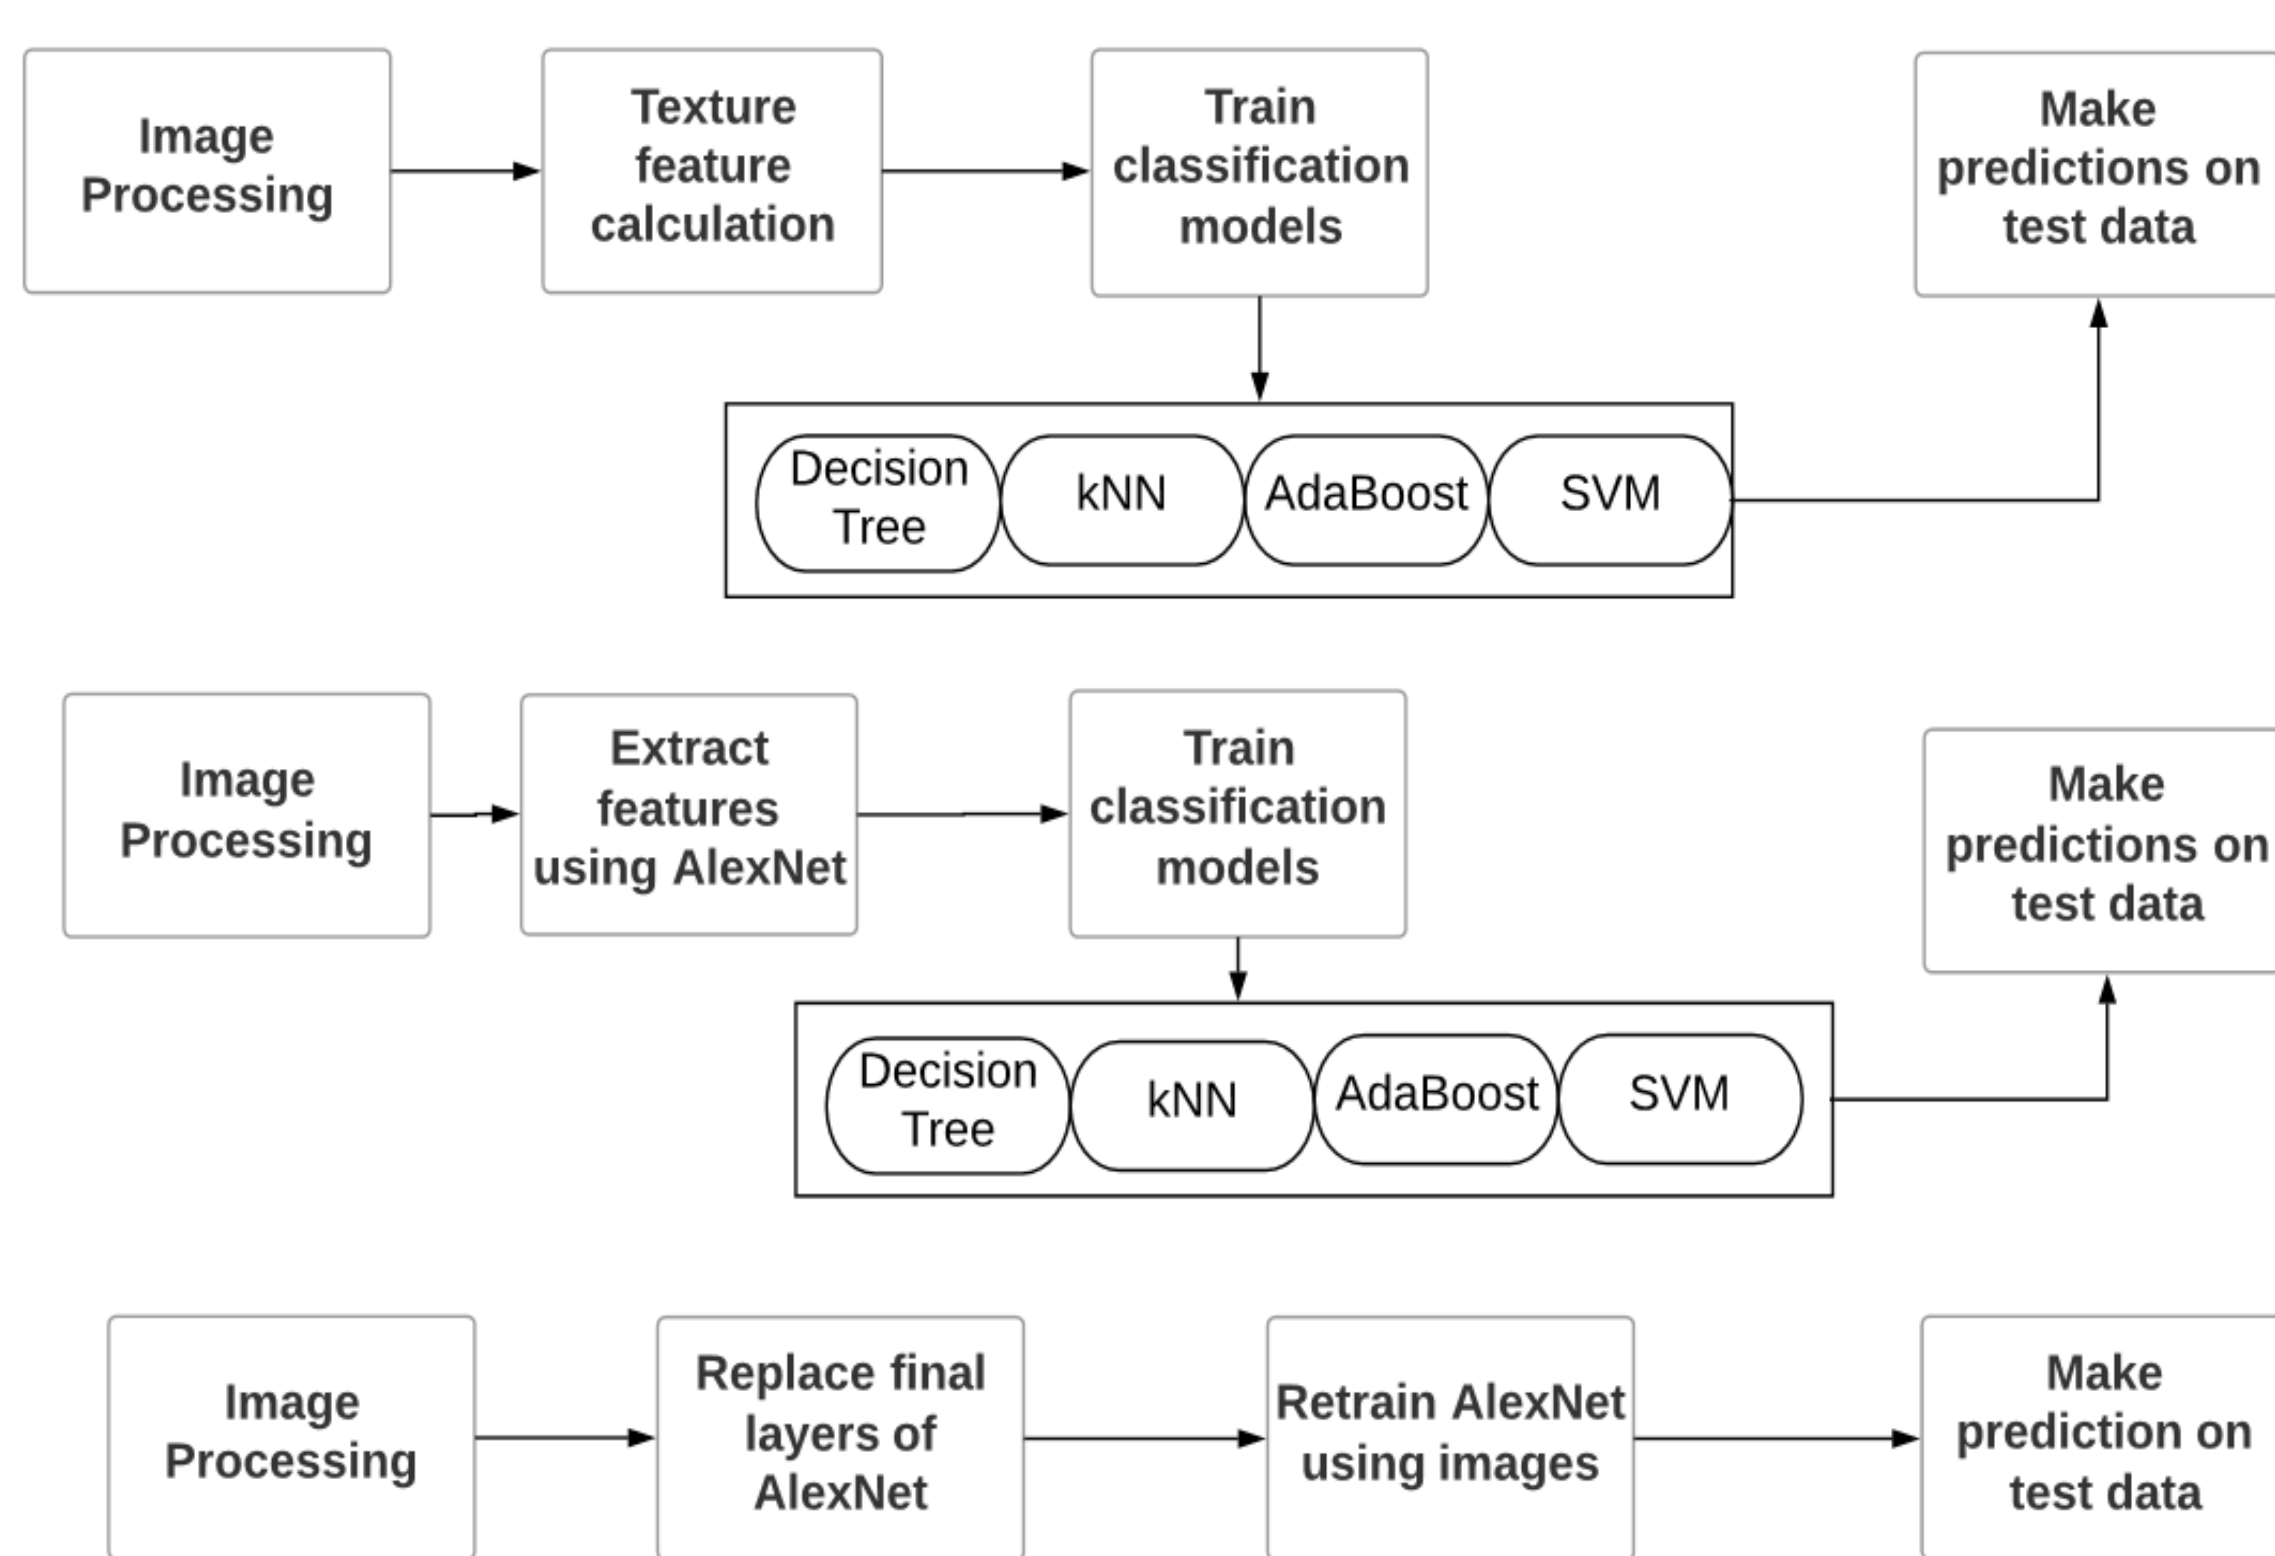 Image
Processing
Texture
feature
calculation
Train
classification
models
Make
predictions on
test data
Decision
Tree
kNN
AdaBoost
SVM
Image
Processing
Extract
features
using AlexNet
Train
classification
models
Make
predictions on
test data
Decision
Tree
kNN
AdaBoost
SVM
Image
Processing
Replace final
layers of
AlexNet
Retrain AlexNet
using images
Make
prediction on
test data